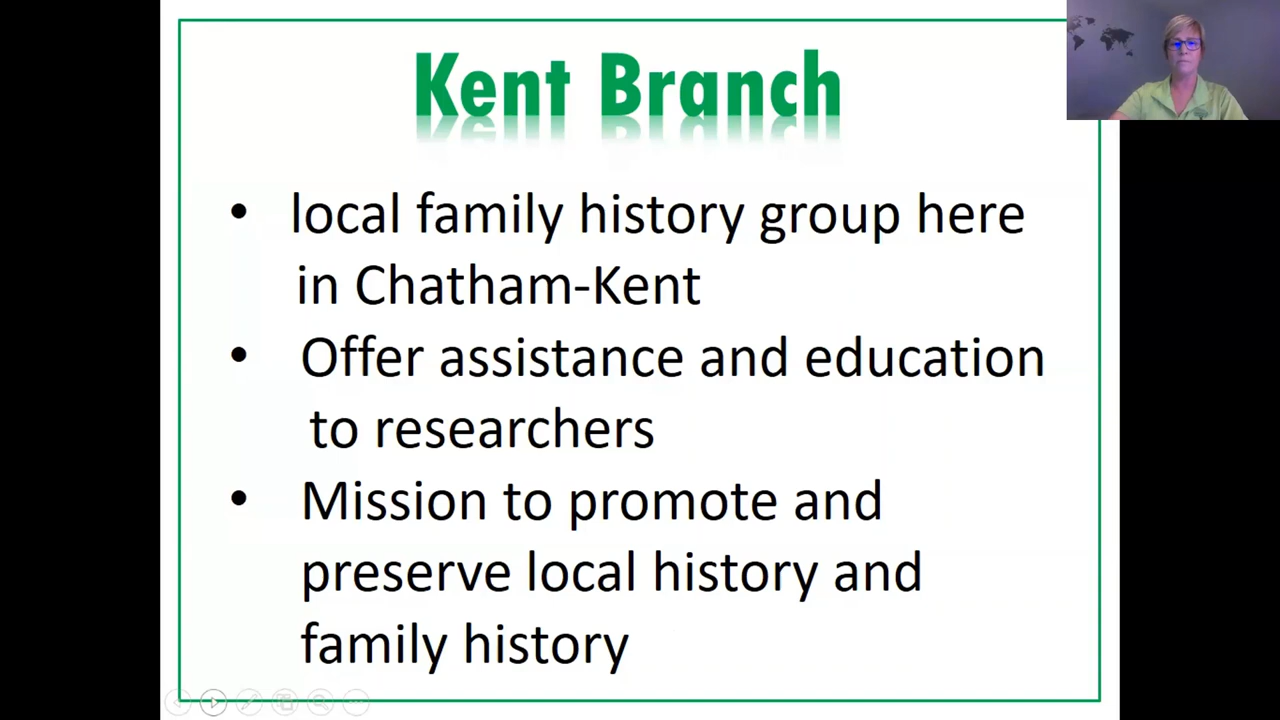 Kent Branch
• local family history group here
in Chatham-Kent
• Offer assistance and education
to researchers
• Mission to promote and
preserve local history and
family history